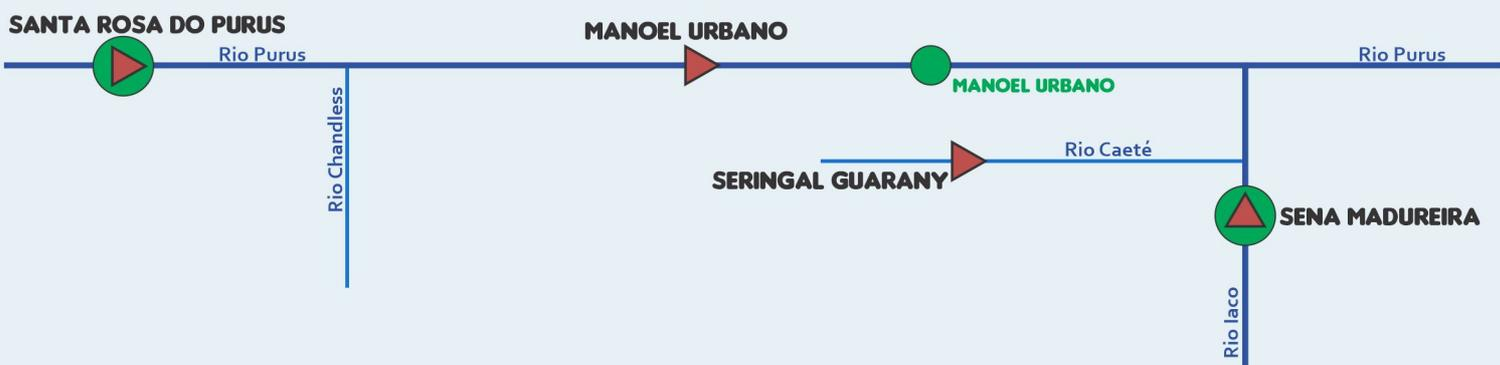 SANTA ROSA DO PURUS
MANOEL URBANO
Rio Purus
Rio Purus
MANOEL URBANO
Rio Chandless
Rio Caeté
SERINGAL GUARANY
SENA MADUREIRA
Rio Iaco